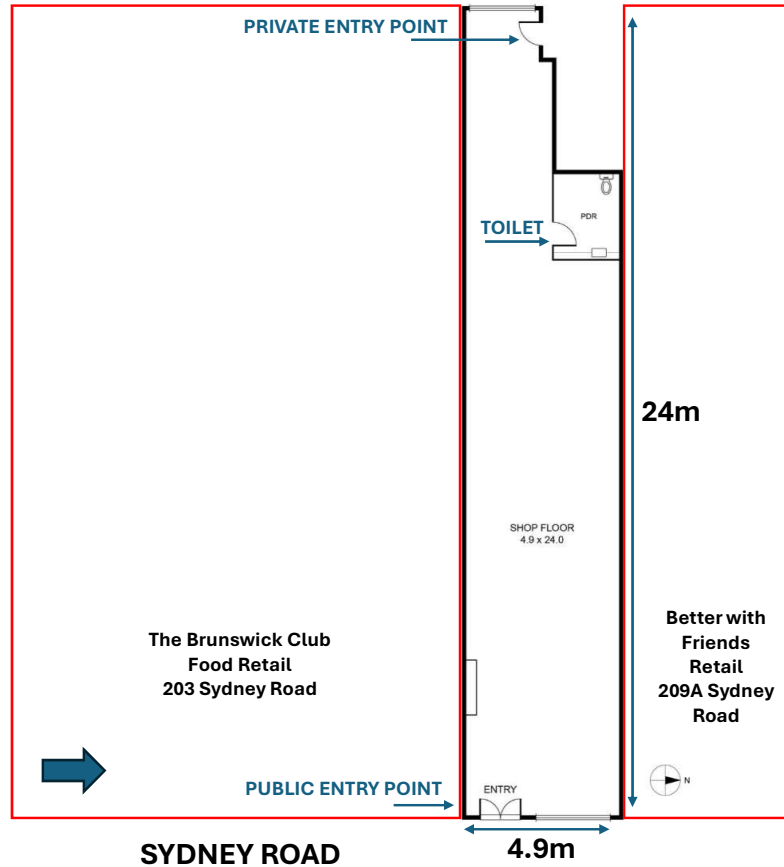 PRIVATE ENTRY POINT
PDR
TOILET
24m
SHOP FLOOR
4.9 x 24.0
The Brunswick Club
Food Retail
203 Sydney Road
Better with
Friends
Retail
209A Sydney
Road
N
PUBLIC ENTRY POINT
ENTRY
SYDNEY ROAD
4.9m